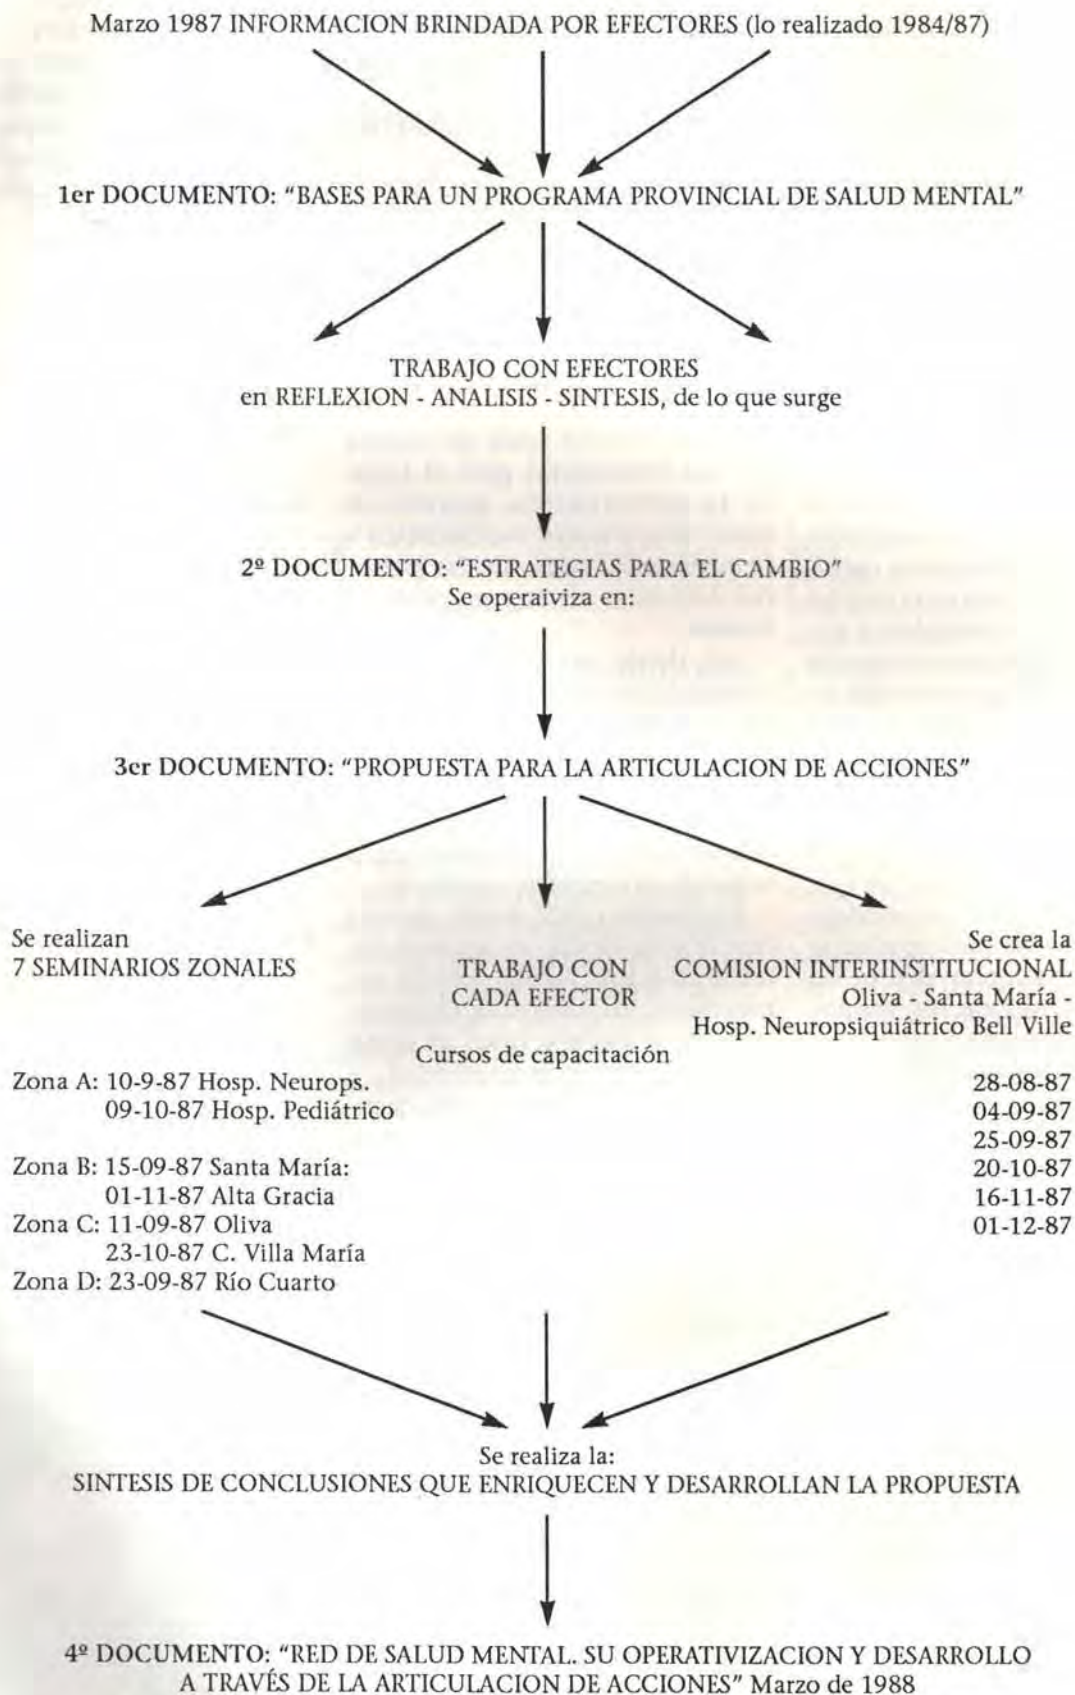 Marzo 1987 INFORMACION BRINDADA POR EFECTORES (lo realizado 1984/87)
1er DOCUMENTO: "BASES PARA UN PROGRAMA PROVINCIAL DE SALUD MENTAL"
TRABAJO CON EFECTORES
en REFLEXION - ANALISIS - SINTESIS, de lo que surge
2º DOCUMENTO: "ESTRATEGIAS PARA EL CAMBIO"
Se operaiviza en:
3er DOCUMENTO: "PROPUESTA PARA LA ARTICULACION DE ACCIONES"
Se realizan
7 SEMINARIOS ZONALES
TRABAJO CON
CADA EFECTOR
Cursos de capacitación
Se crea la
COMISION INTERINSTITUCIONAL
Oliva - Santa María -
Hosp. Neuropsiquiátrico Bell Ville
Zona A: 10-9-87 Hosp. Neurops.
09-10-87 Hosp. Pediátrico
Zona B: 15-09-87 Santa María:
01-11-87 Alta Gracia
Zona C: 11-09-87 Oliva
23-10-87 C. Villa María
Zona D: 23-09-87 Río Cuarto
28-08-87
04-09-87
25-09-87
20-10-87
16-11-87
01-12-87
Se realiza la:
SINTESIS DE CONCLUSIONES QUE ENRIQUECEN Y DESARROLLAN LA PROPUESTA
4º DOCUMENTO: "RED DE SALUD MENTAL. SU OPERATIVIZACION Y DESARROLLO
A TRAVÉS DE LA ARTICULACION DE ACCIONES" Marzo de 1988